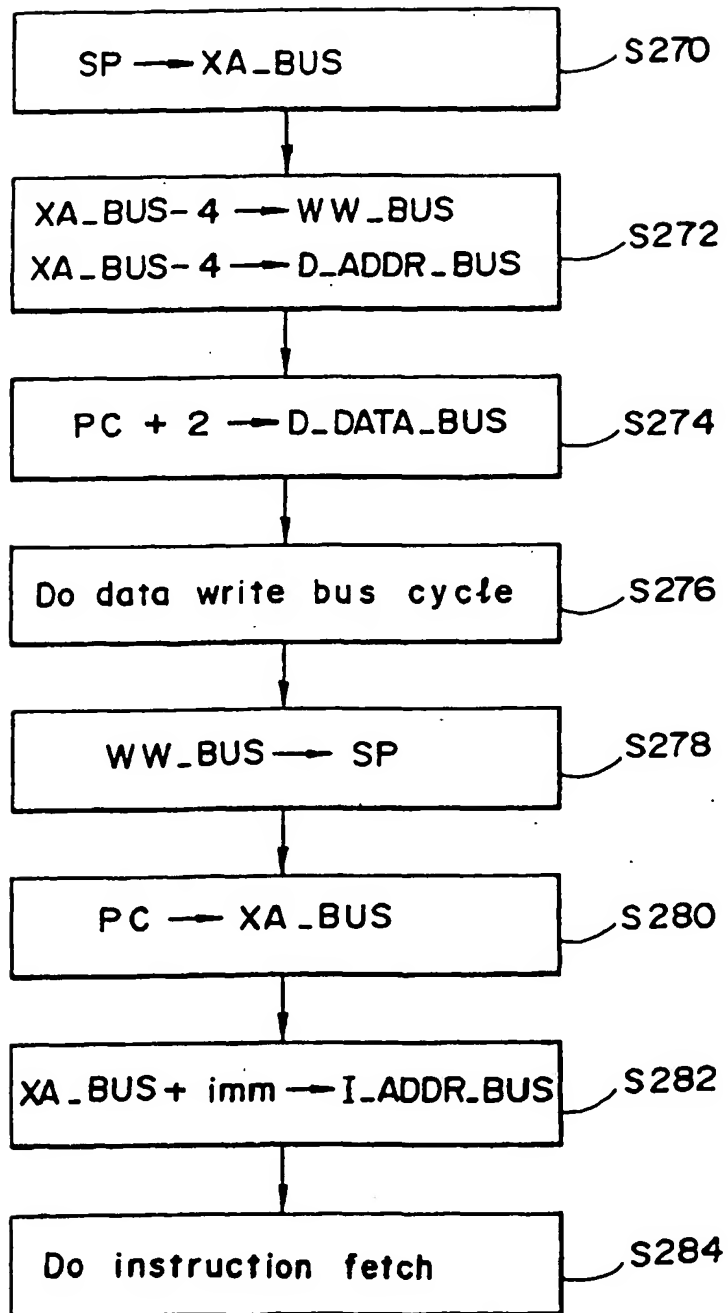 SP → XA_BUS
S270
XA_BUS-4 → WW_BUS
XA_BUS-4 → D_ADDR_BUS
S272
PC + 2 → D_DATA_BUS
S274
Do data write bus cycle
S276
WW_BUS → SP
S278
PC → XA_BUS
S280
XA_BUS + imm → I_ADDR_BUS
S282
Do instruction fetch
S284